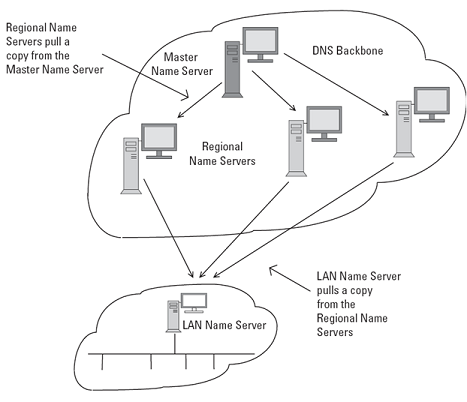 Regional Name
Servers pull a
copy from the
Master Name Server
Master
Name Server
DNS Backbone
Regional
Name Servers
LAN Name Server
pulls a copy
from the
Regional Name
Servers
LAN Name Server